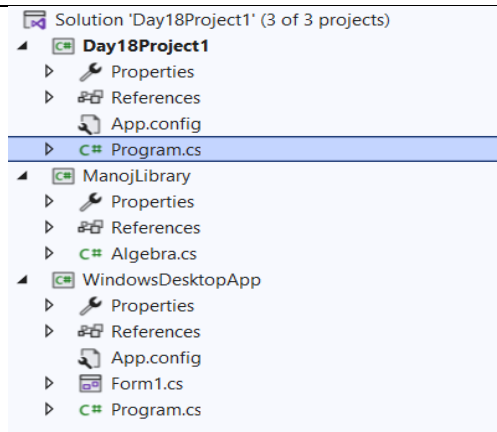 Solution 'Day18Project1' (3 of 3 projects)
C# Day18Project1
Properties
References
App.config
C# Program.cs
C# ManojLibrary
Properties
References
C# Algebra.cs
C# WindowsDesktopApp
Properties
References
App.config
Form1.cs
C# Program.cs